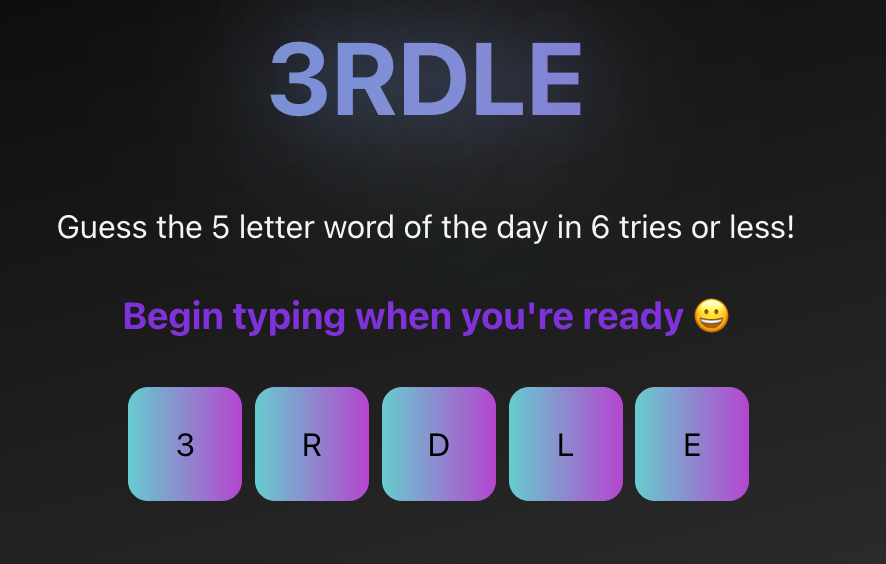 3RDLE
Guess the 5 letter word of the day in 6 tries or less!
Begin typing when you're ready 😀
3 R D L E